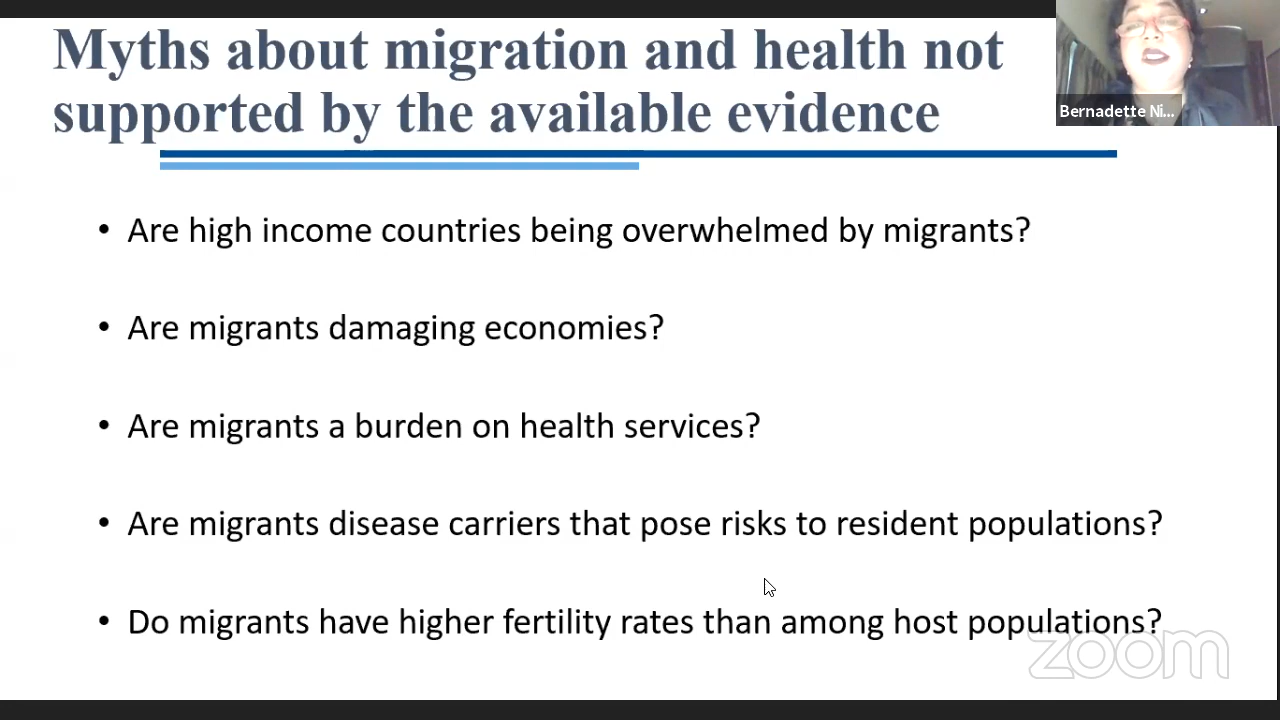 Myths about migration and health not
supported by the available evidence
Bernadette Ni...
• Are high income countries being overwhelmed by migrants?
• Are migrants damaging economies?
• Are migrants a burden on health services?
• Are migrants disease carriers that pose risks to resident populations?
• Do migrants have higher fertility rates than among host populations?
zoom